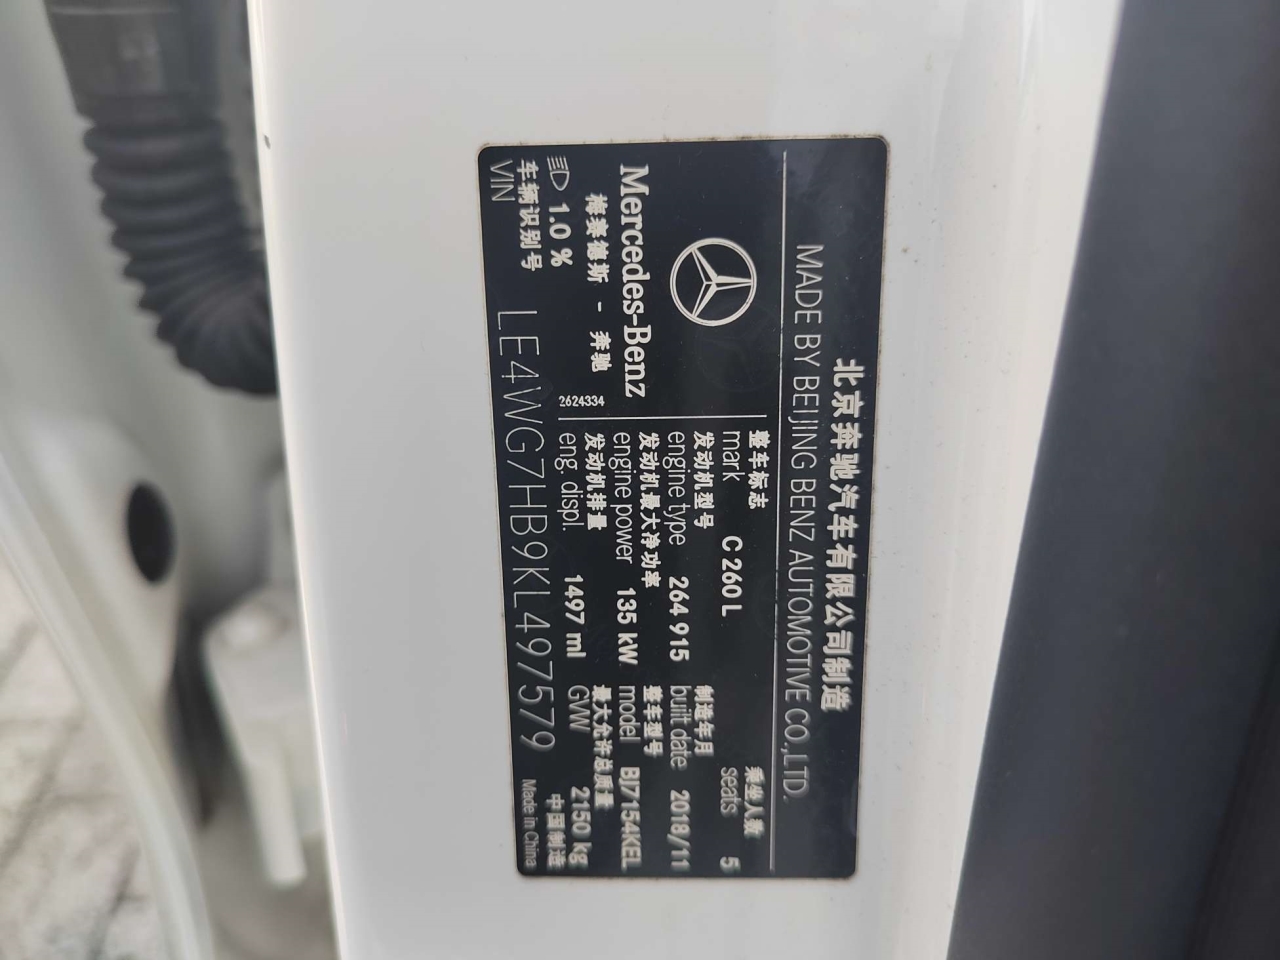 北京奔驰汽车有限公司制造
MADE BY BEIJING BENZ AUTOMOTIVE CO.,LTD.
Mercedes-Benz
梅赛德斯 - 奔驰
1.0 %
2624334
整车标志
mark C 260 L
乘坐人数
seats 5
发动机型号
engine type 264 915
制造年月
built date 2018/11
发动机最大净功率
engine power 135 kW
整车型号
model BJ7154KEL
发动机排量
eng. displ. 1497 ml
最大允许总质量
GVW 2150 kg
车辆识别号
VIN LE4WG7HB9KL497579
中国制造
Made in China